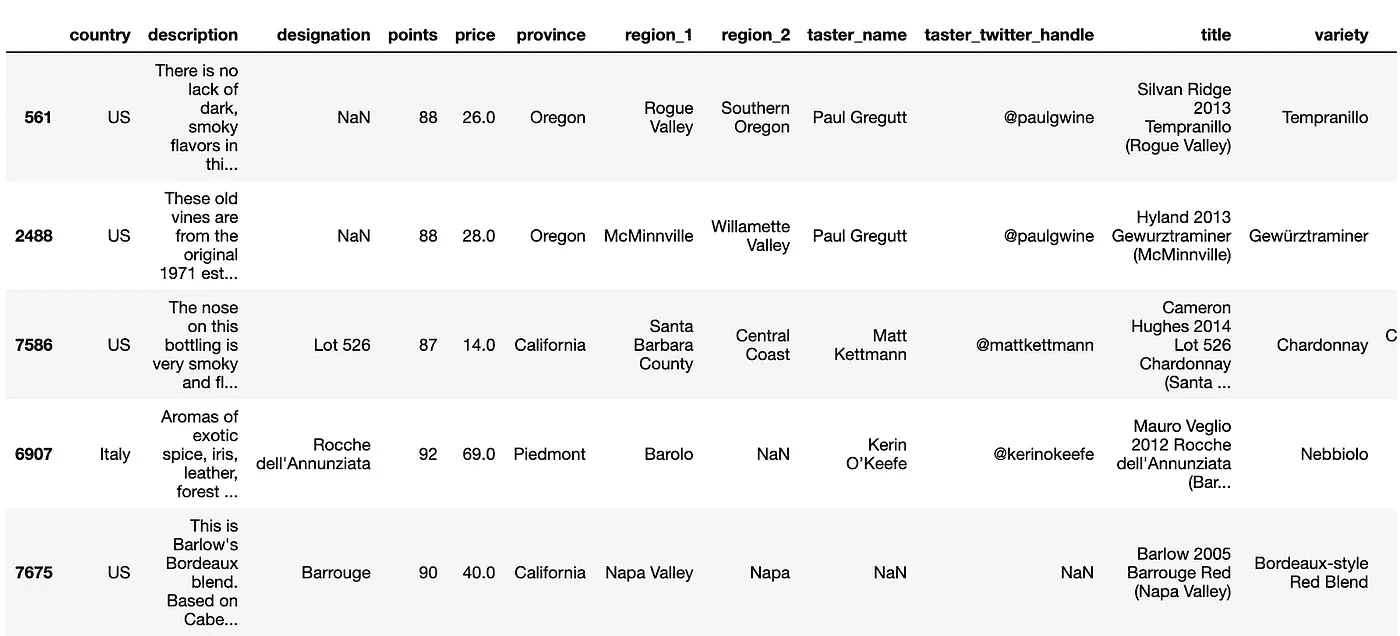 country description designation points price province region_1 region_2 taster_name taster_twitter_handle title variety
561 US There is no lack of dark, smoky flavors in thi... NaN 88 26.0 Oregon Rogue Valley Southern Oregon Paul Gregutt @paulgwine Silvan Ridge 2013 Tempranillo (Rogue Valley) Tempranillo
2488 US These old vines are from the original 1971 est... NaN 88 28.0 Oregon McMinnville Willamette Valley Paul Gregutt @paulgwine Hyland 2013 Gewurztraminer (McMinnville) Gewürztraminer
7586 US The nose on this bottling is very smoky and fl... Lot 526 87 14.0 California Santa Barbara County Central Coast Matt Kettmann @mattkettmann Cameron Hughes 2014 Lot 526 Chardonnay (Santa ... Chardonnay C
6907 Italy Aromas of exotic spice, iris, leather, forest ... Rocche dell'Annunziata 92 69.0 Piedmont Barolo NaN Kerin O’Keefe @kerinokeefe Mauro Veglio 2012 Rocche dell'Annunziata (Bar... Nebbiolo
7675 US This is Barlow's Bordeaux blend. Based on Cabe... Barrouge 90 40.0 California Napa Valley Napa NaN NaN Barlow 2005 Barrouge Red (Napa Valley) Bordeaux-style Red Blend